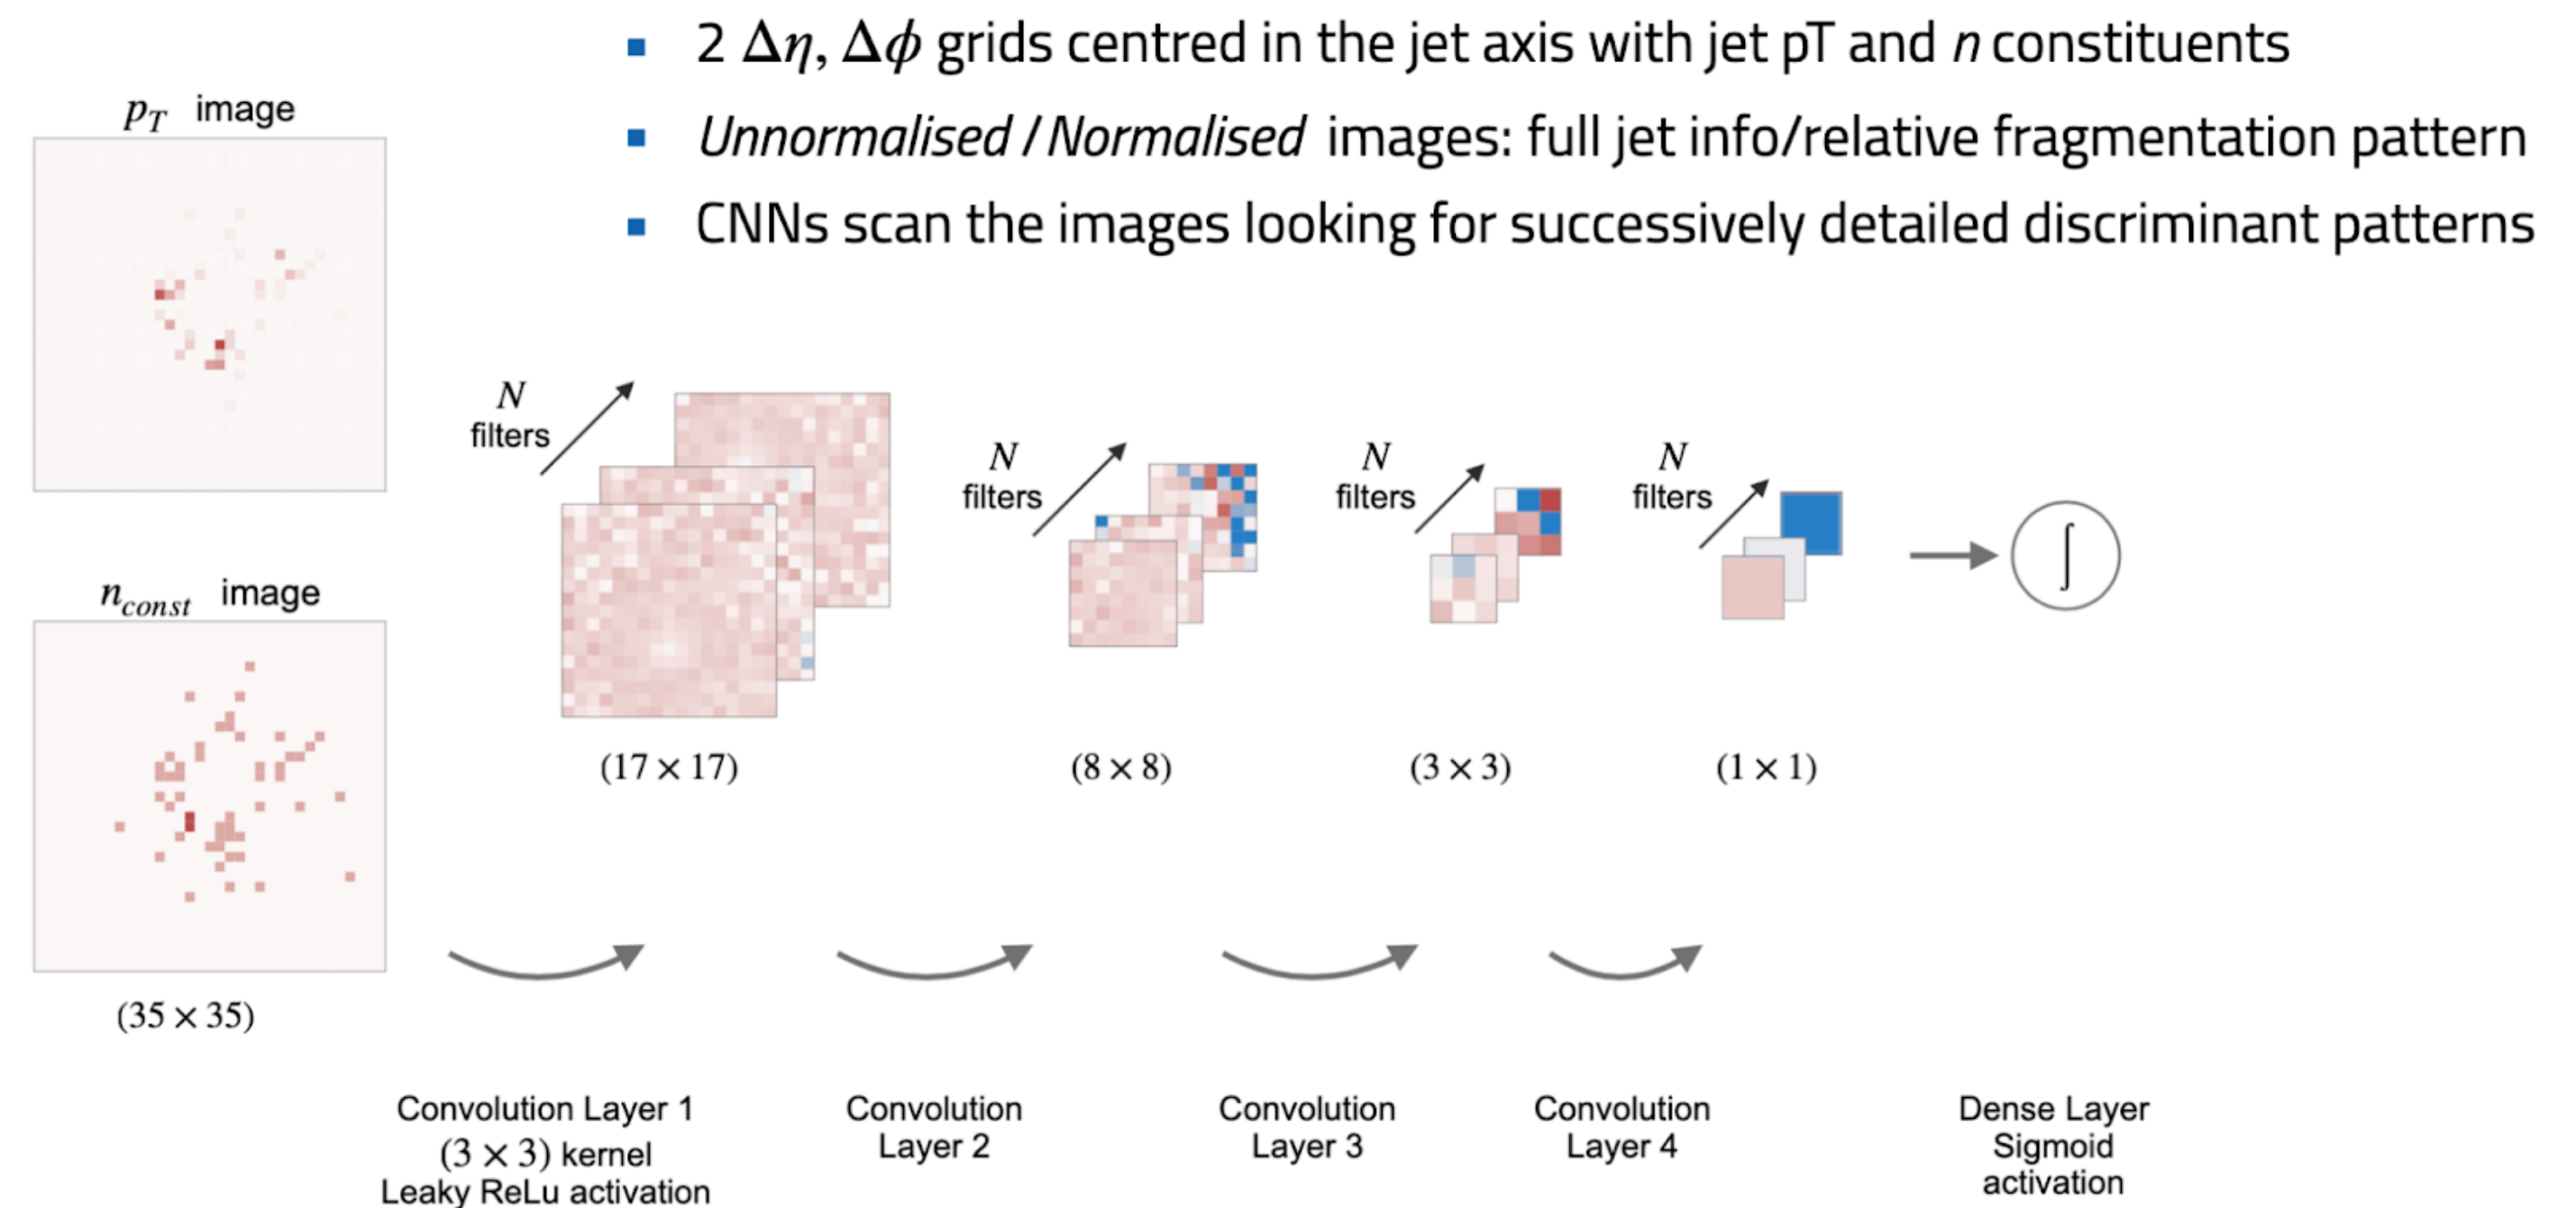 2 Δη, Δϕ grids centred in the jet axis with jet pT and n constituents
Unnormalised / Normalised images: full jet info/relative fragmentation pattern
CNNs scan the images looking for successively detailed discriminant patterns
p_T image
n_const image
(35 × 35)
N
filters
(17 × 17)
N
filters
(8 × 8)
N
filters
(3 × 3)
N
filters
(1 × 1)
∫
Convolution Layer 1
(3 × 3) kernel
Leaky ReLu activation
Convolution
Layer 2
Convolution
Layer 3
Convolution
Layer 4
Dense Layer
Sigmoid
activation